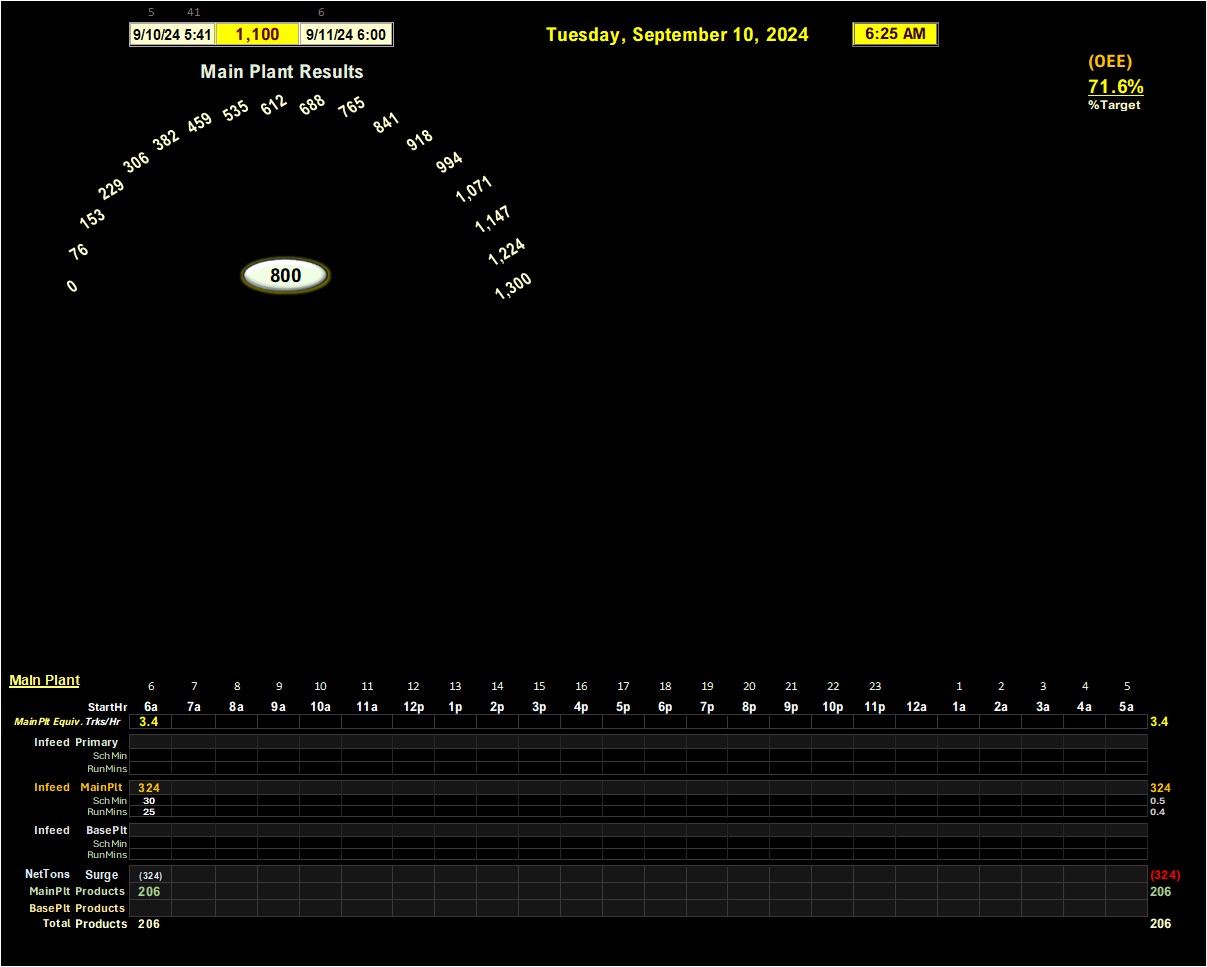 5 41 6
9/10/24 5:41 1,100 9/11/24 6:00 Tuesday, September 10, 2024 6:25 AM
(OEE)
71.6%
%Target
Main Plant Results
0 76 153 229 306 382 459 535 612 688 765 841 918 994 1,071 1,147 1,224 1,300
800
Main Plant
6 7 8 9 10 11 12 13 14 15 16 17 18 19 20 21 22 23 1 2 3 4 5
StartHr 6a 7a 8a 9a 10a 11a 12p 1p 2p 3p 4p 5p 6p 7p 8p 9p 10p 11p 12a 1a 2a 3a 4a 5a
MainPlt Equiv. Trks/Hr 3.4 3.4
Infeed Primary
Sch Min
RunMins
Infeed MainPlt 324 324
Sch Min 30 0.5
RunMins 25 0.4
Infeed BasePlt
Sch Min
RunMins
NetTons Surge (324) (324)
MainPlt Products 206 206
BasePlt Products
Total Products 206 206